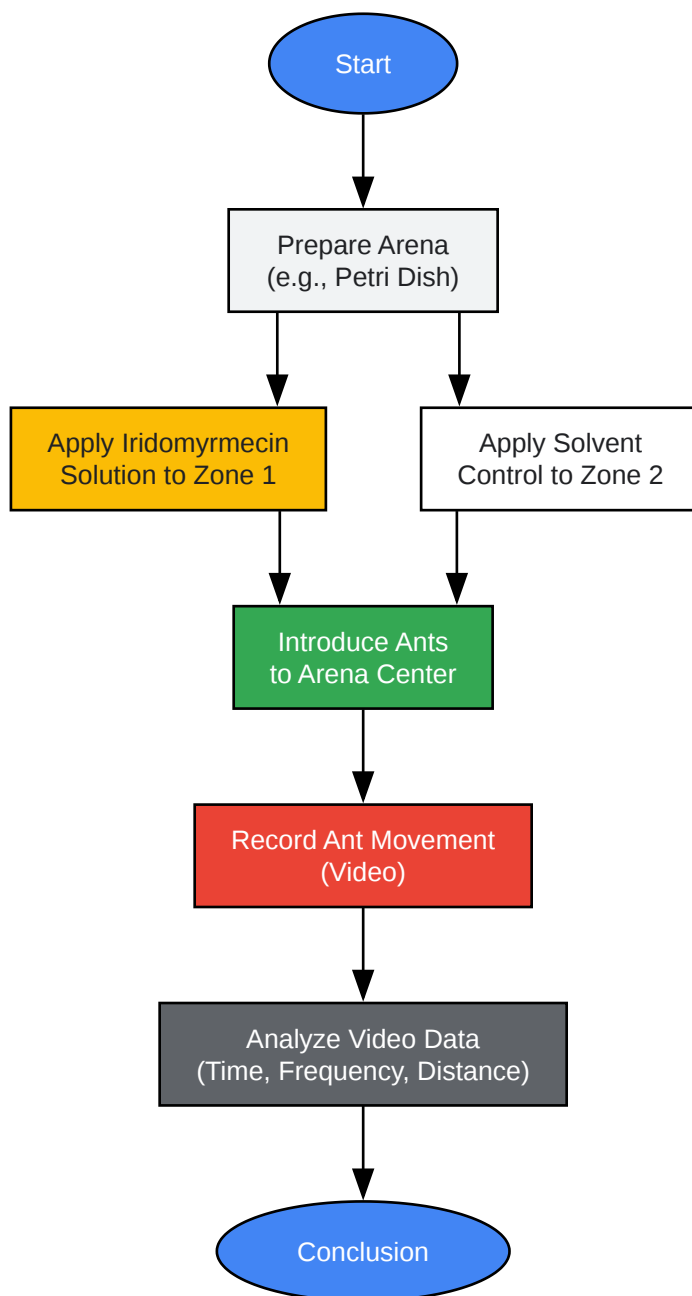 Start
Prepare Arena
(e.g., Petri Dish)
Apply Iridomyrmecin
Solution to Zone 1
Apply Solvent
Control to Zone 2
Introduce Ants
to Arena Center
Record Ant Movement
(Video)
Analyze Video Data
(Time, Frequency, Distance)
Conclusion